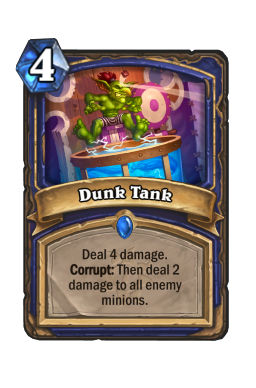 4
Dunk Tank
Deal 4 damage.
Corrupt: Then deal 2
damage to all enemy
minions.